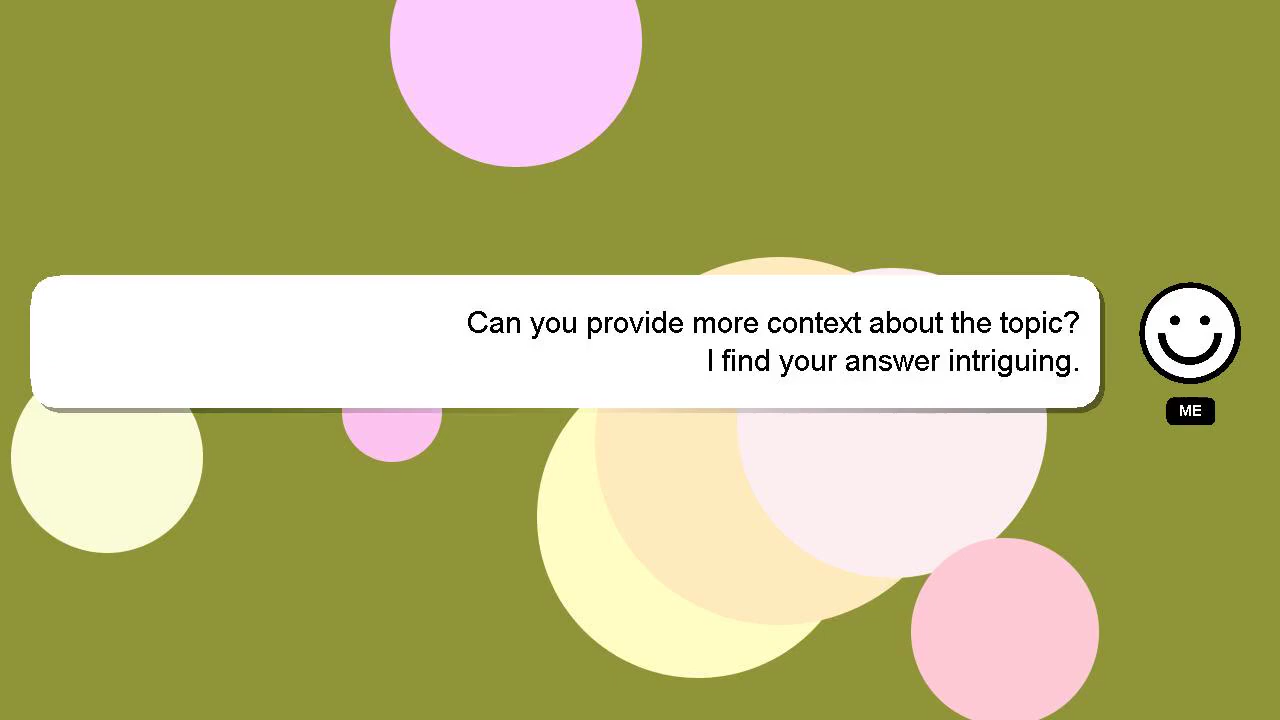 Can you provide more context about the topic?
I find your answer intriguing.
ME